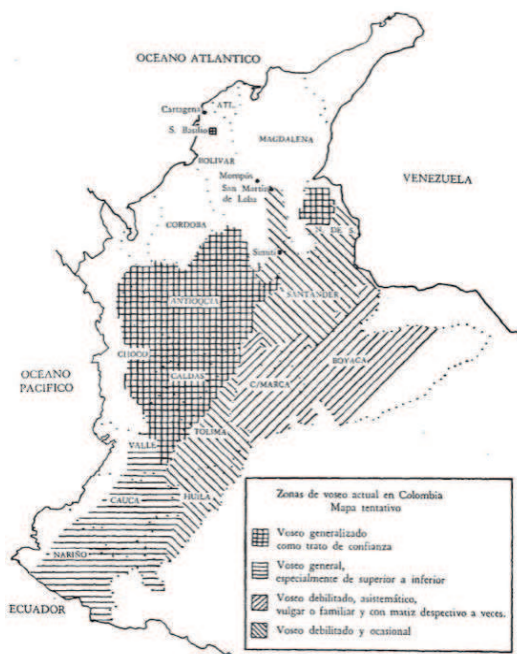 OCEANO ATLANTICO
ATL.
Cartagena
S. Basilio
MAGDALENA
BOLIVAR
VENEZUELA
San Martín
de Loba
CORDOBA
N. DE S.
Simití
SANTANDER
ANTIOQUIA
BOYACA
CHOCO
OCEANO
PACIFICO
CALDAS
C/MARCA
TOLIMA
VALLE
CAUCA
HUILA
NARIÑO
ECUADOR
Zonas de voseo actual en Colombia
Mapa tentativo
Voseo generalizado
como trato de confianza
Voseo general,
especialmente de superior a inferior
Voseo debilitado, asistemático,
vulgar o familiar y con matiz despectivo a veces.
Voseo debilitado y ocasional